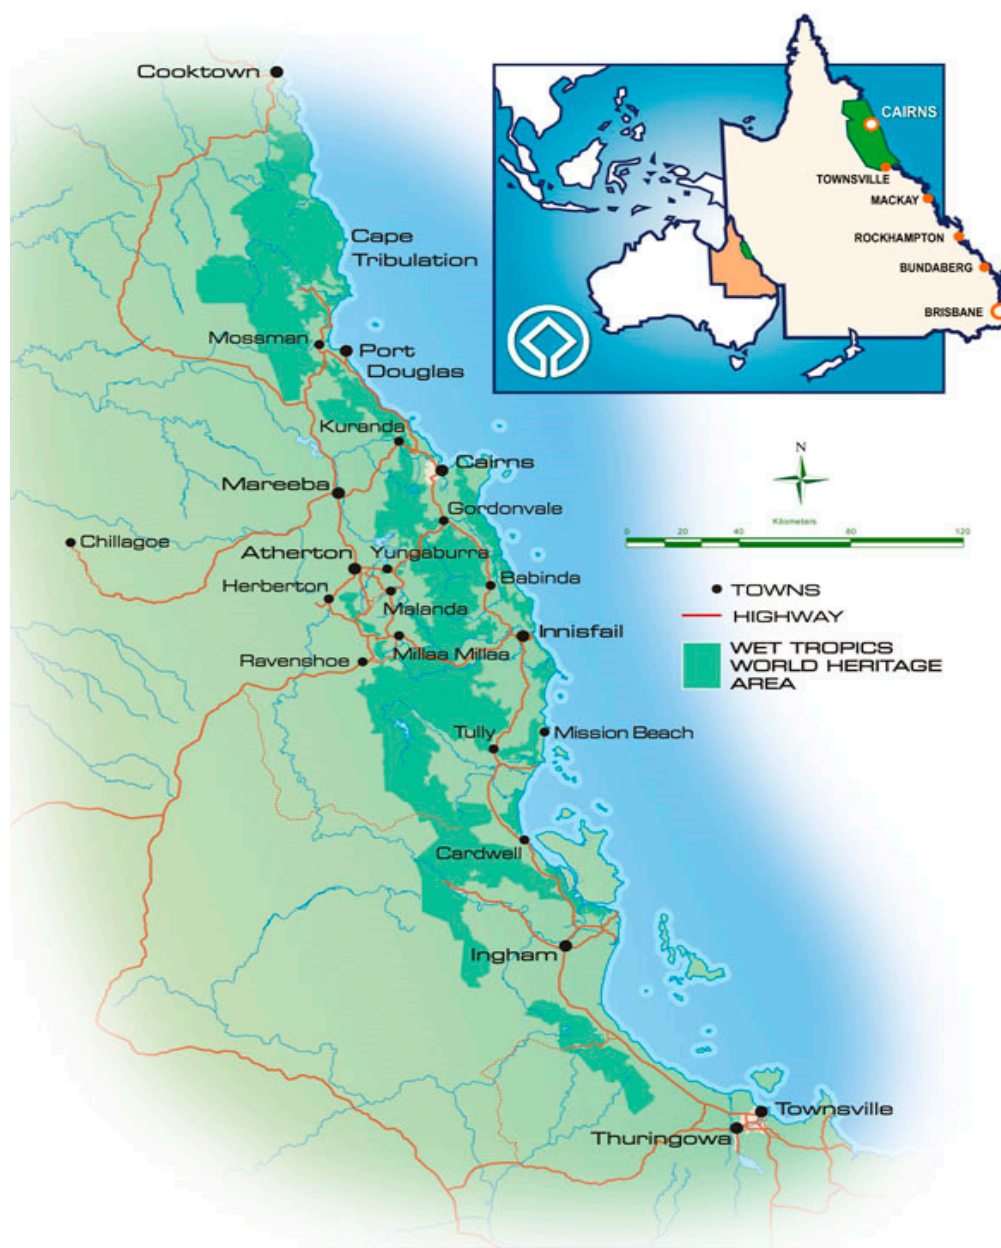 Cooktown
Cape
Tribulation
Mossman
Port
Douglas
Kuranda
Cairns
Mareeba
Gordonvale
Chillagoe
Atherton
Yungaburra
Herberton
Babinda
Malanda
Innisfail
Millaa Millaa
Ravenshoe
Tully
Mission Beach
Cardwell
Ingham
Townsville
Thuringowa
CAIRNS
TOWNSVILLE
MACKAY
ROCKHAMPTON
BUNDABERG
BRISBANE
N
Kilometers
0 20 40 80 120
TOWNS
HIGHWAY
WET TROPICS
WORLD HERITAGE
AREA